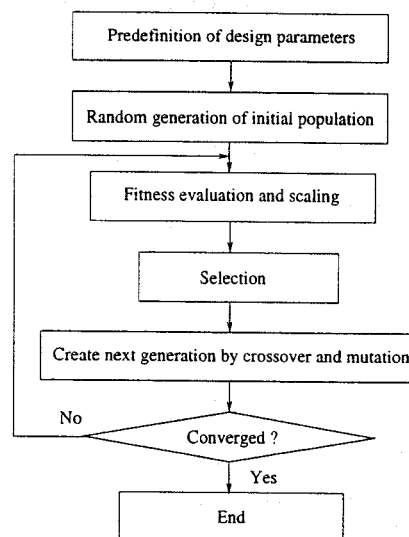 Predefinition of design parameters
Random generation of initial population
Fitness evaluation and scaling
Selection
Create next generation by crossover and mutation
No
Converged ?
Yes
End